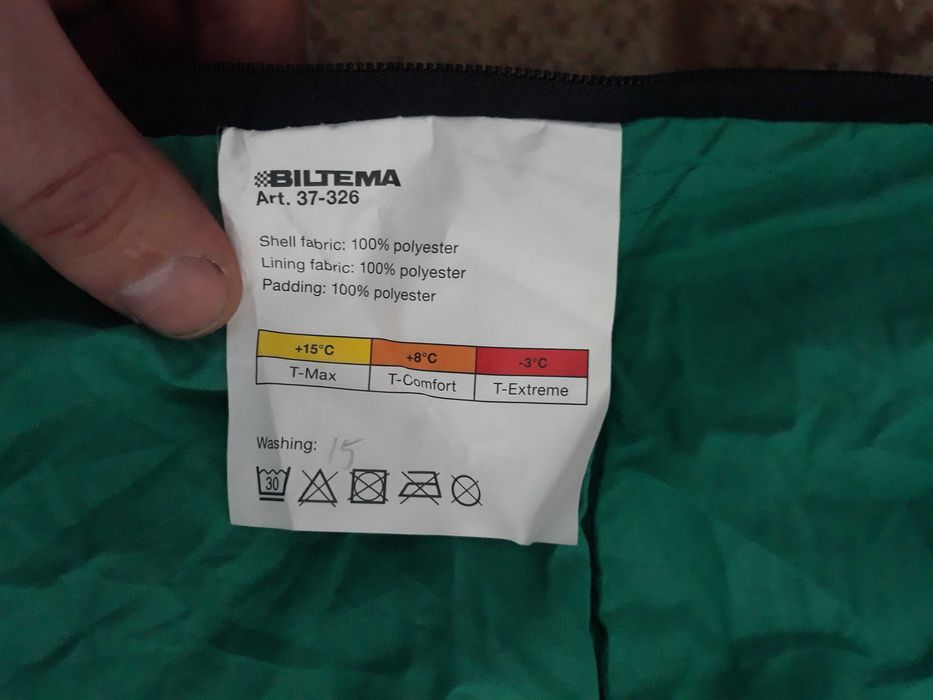 BILTEMA
Art. 37-326
Shell fabric: 100% polyester
Lining fabric: 100% polyester
Padding: 100% polyester
+15°C +8°C -3°C
T-Max T-Comfort T-Extreme
Washing: 15
30